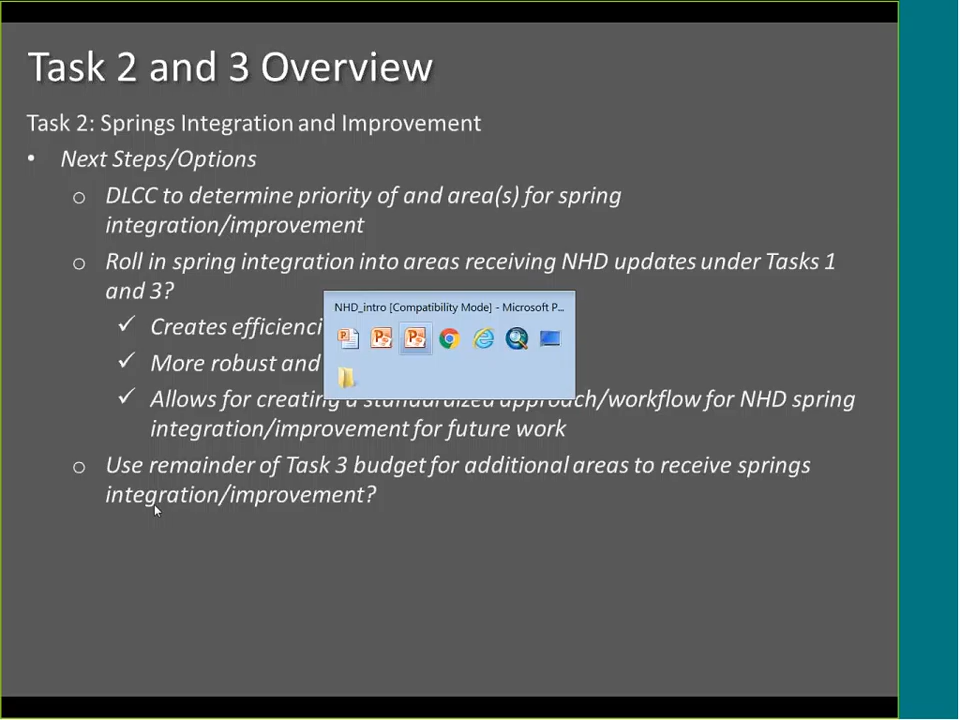 Task 2 and 3 Overview
Task 2: Springs Integration and Improvement
• Next Steps/Options
o DLCC to determine priority of and area(s) for spring
integration/improvement
o Roll in spring integration into areas receiving NHD updates under Tasks 1
and 3?
NHD_intro [Compatibility Mode] - Microsoft P...
✓ Creates
✓ More robust and
✓ Allows for creating a standardized approach/workflow for NHD spring
integration/improvement for future work
o Use remainder of Task 3 budget for additional areas to receive springs
integration/improvement?